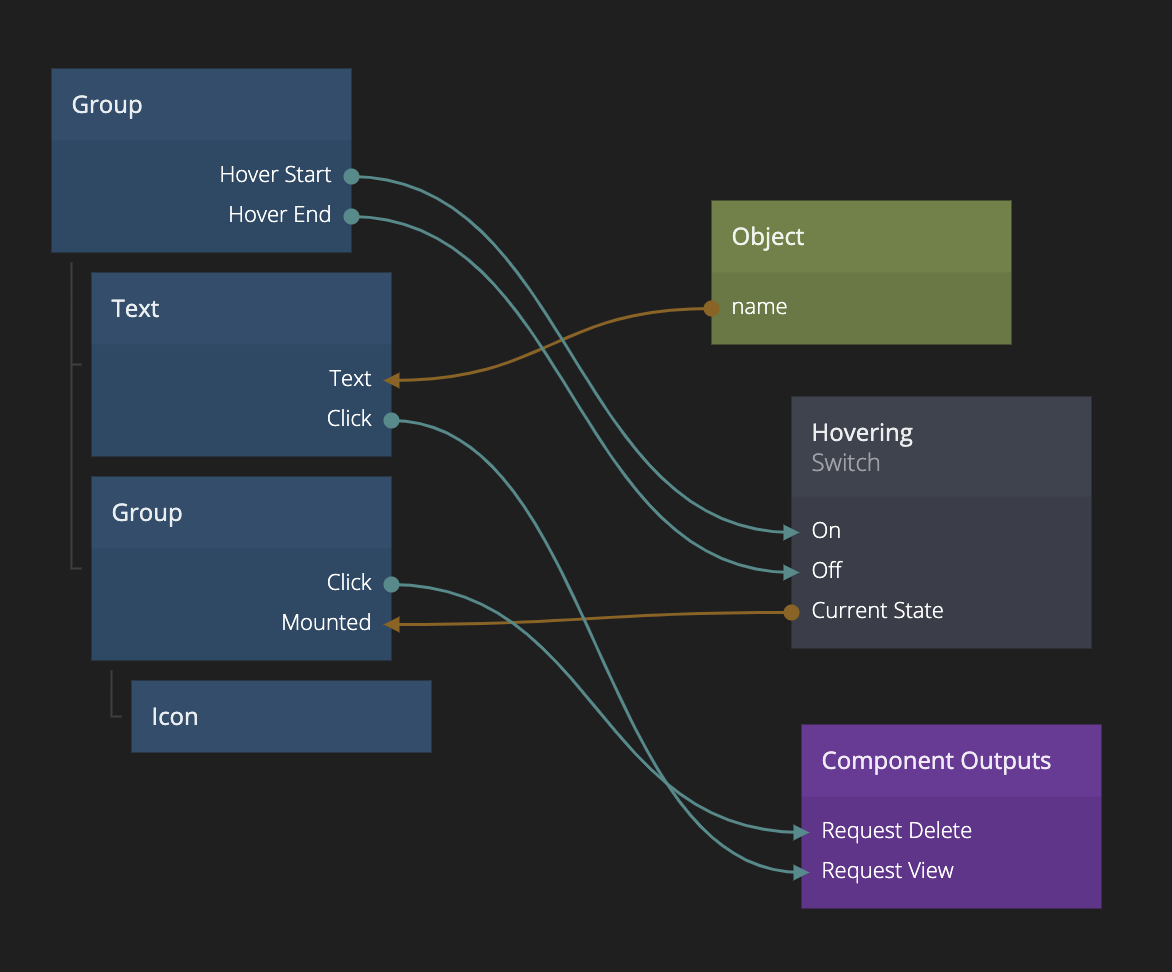 Group
Hover Start
Hover End
Text
Text
Click
Group
Click
Mounted
Icon
Object
name
Hovering
Switch
On
Off
Current State
Component Outputs
Request Delete
Request View